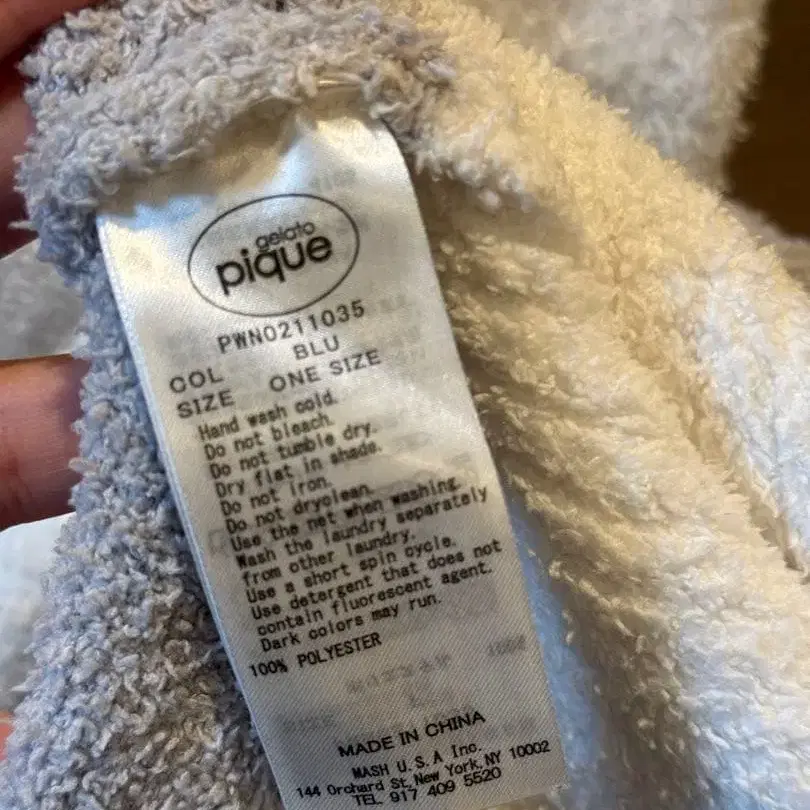 gelato
pique
PWNO211035
COL BLU
SIZE ONE SIZE
Hand wash cold.
Do not bleach.
Do not tumble dry.
Dry flat in shade.
Do not iron.
Do not dryclean.
Use the net when washing.
Wash the laundry separately
from other laundry.
Use a short spin cycle.
Use detergent that does not
contain fluorescent agent.
Dark colors may run.
100% POLYESTER
MADE IN CHINA
MASH U.S.A Inc.
144 Orchard St, New York, NY 10002
TEL 917 409 5520